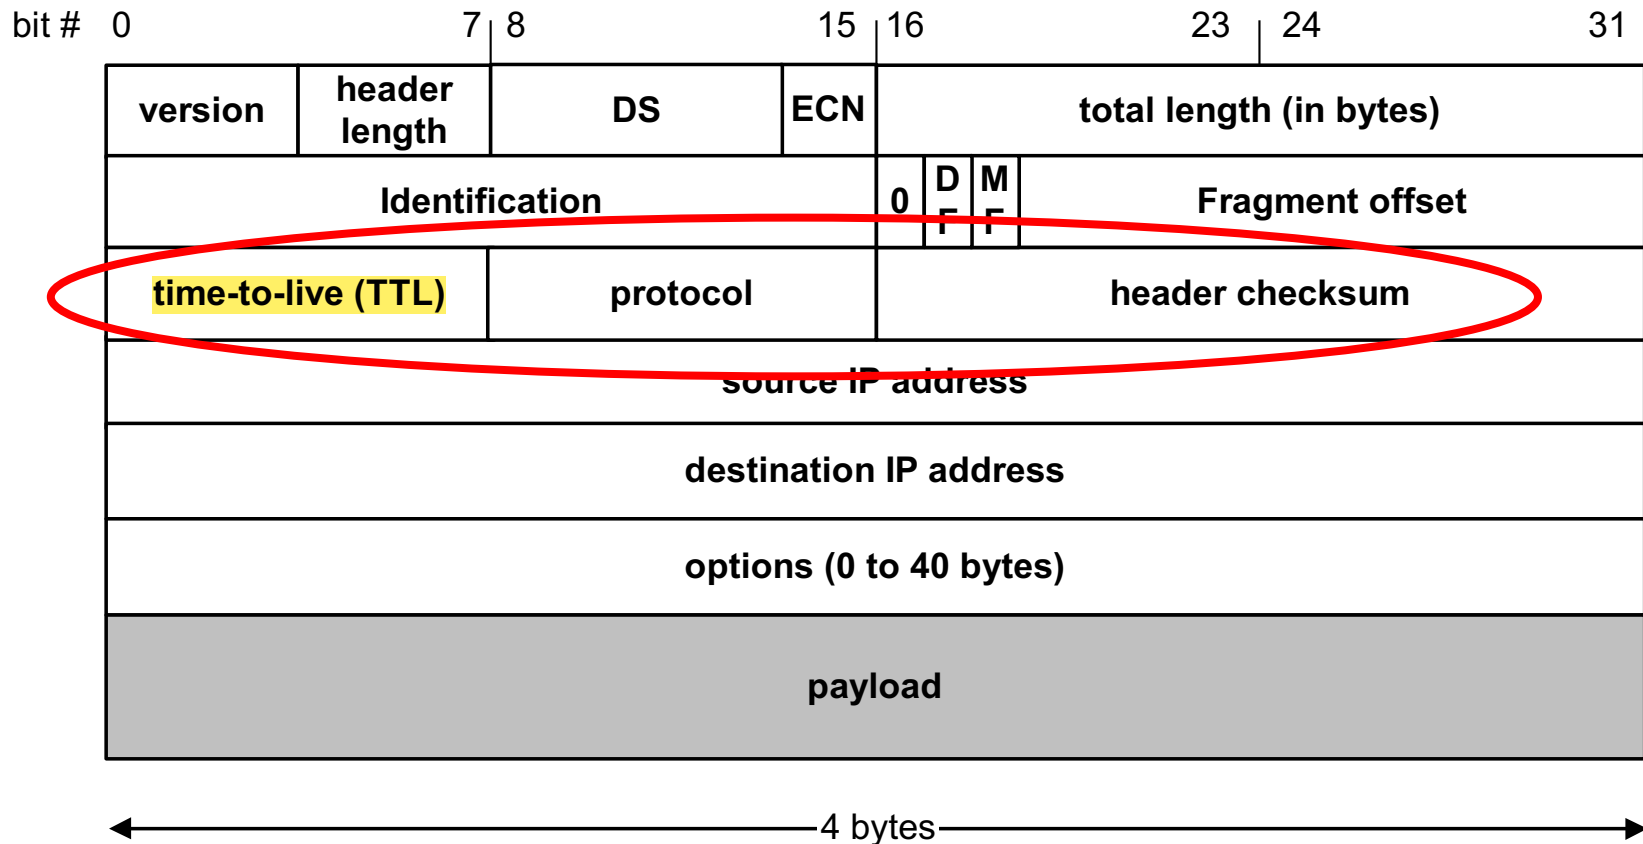 bit # 0 7 8 15 16 23 24 31
version header length DS ECN total length (in bytes)
Identification 0 DF MF Fragment offset
time-to-live (TTL) protocol header checksum
source IP address
destination IP address
options (0 to 40 bytes)
payload
4 bytes